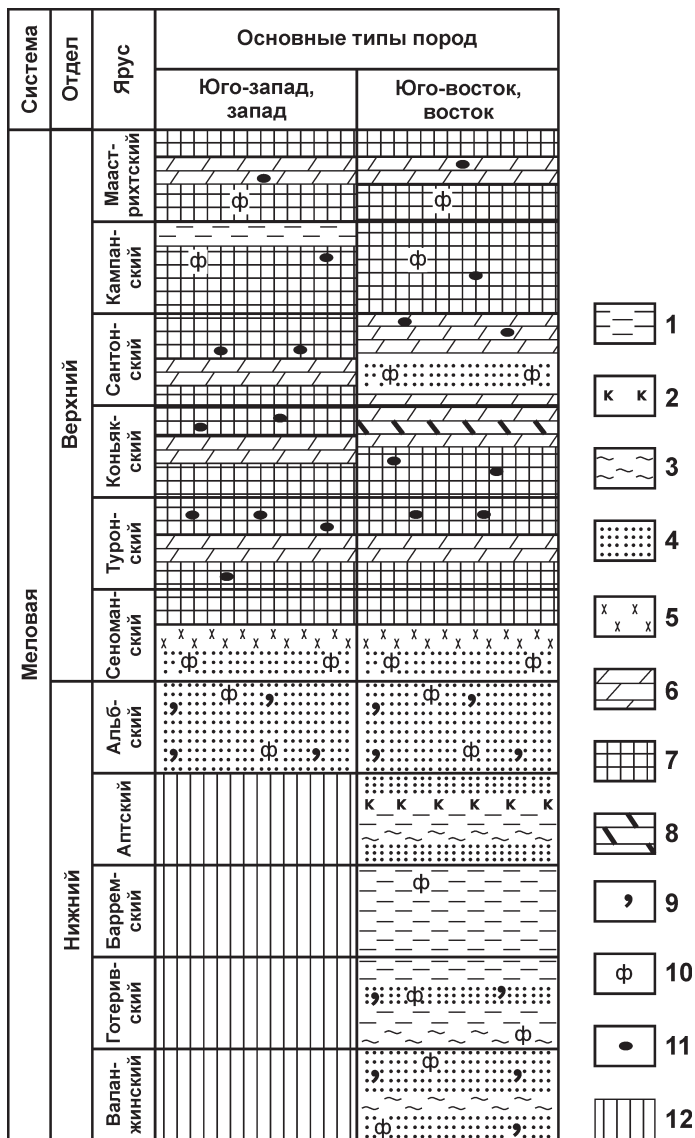 Система
Отдел
Ярус
Основные типы пород
Юго-запад,
запад
Юго-восток,
восток
Меловая
Верхний
Нижний
Мааст-
рихтский
ф
ф
Кампан-
ский
ф
ф
Сантон-
ский
ф ф
Коньяк-
ский
Турон-
ский
Сеноман-
ский
x x x x x x x x x x x
x x x x x x x x x x x
ф ф ф ф
Альб-
ский
ф ф
ф ф
Аптский
К К К К К К
Баррем-
ский
ф
Готерив-
ский
ф
ф
Валан-
жинский
ф
ф
1
К К 2
3
4
x x x x 5
6
7
8
9
ф 10
11
12